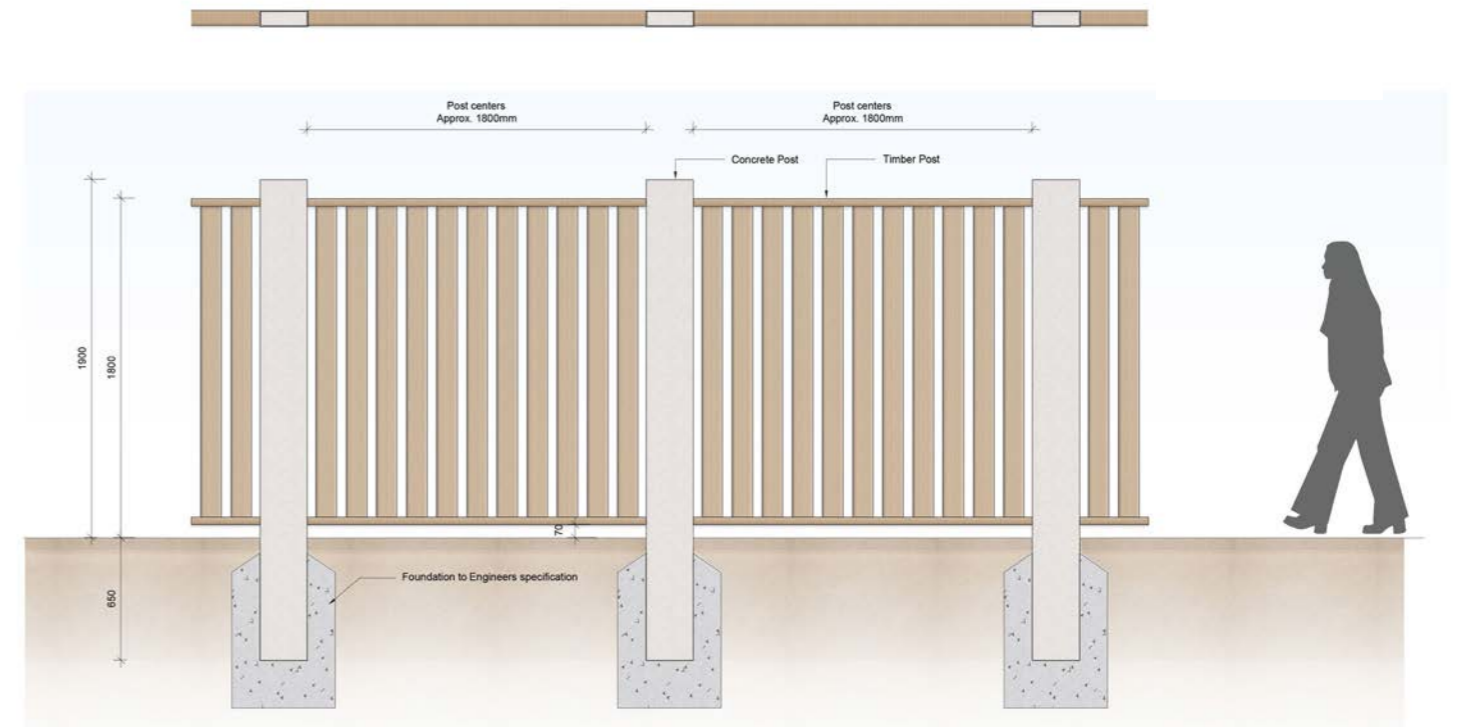 Post centers
Approx. 1800mm
Post centers
Approx. 1800mm
Concrete Post
Timber Post
1900
1800
70
650
Foundation to Engineers specification